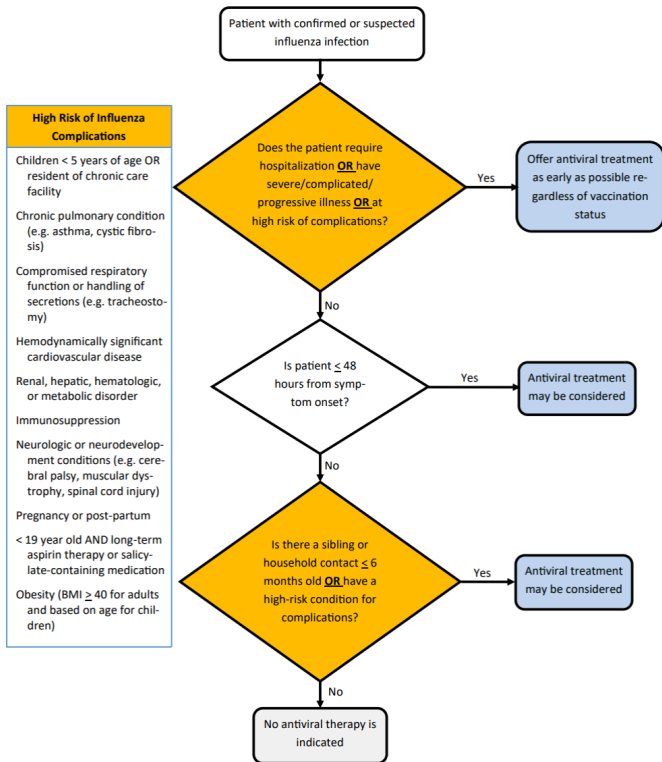 Patient with confirmed or suspected
influenza infection
High Risk of Influenza
Complications
Children < 5 years of age OR
resident of chronic care
facility
Chronic pulmonary condition
(e.g. asthma, cystic fibro-
sis)
Compromised respiratory
function or handling of
secretions (e.g. tracheosto-
my)
Hemodynamically significant
cardiovascular disease
Renal, hepatic, hematologic,
or metabolic disorder
Immunosuppression
Neurologic or neurodevelop-
ment conditions (e.g. cere-
bral palsy, muscular dys-
trophy, spinal cord injury)
Pregnancy or post-partum
< 19 year old AND long-term
aspirin therapy or salicy-
late-containing medication
Obesity (BMI ≥ 40 for adults
and based on age for chil-
dren)
Does the patient require
hospitalization OR have
severe/complicated/
progressive illness OR at
high risk of complications?
Yes
Offer antiviral treatment
as early as possible re-
gardless of vaccination
status
No
Is patient ≤ 48
hours from symp-
tom onset?
Yes
Antiviral treatment
may be considered
No
Is there a sibling or
household contact ≤ 6
months old OR have a
high-risk condition for
complications?
Yes
Antiviral treatment
may be considered
No
No antiviral therapy is
indicated